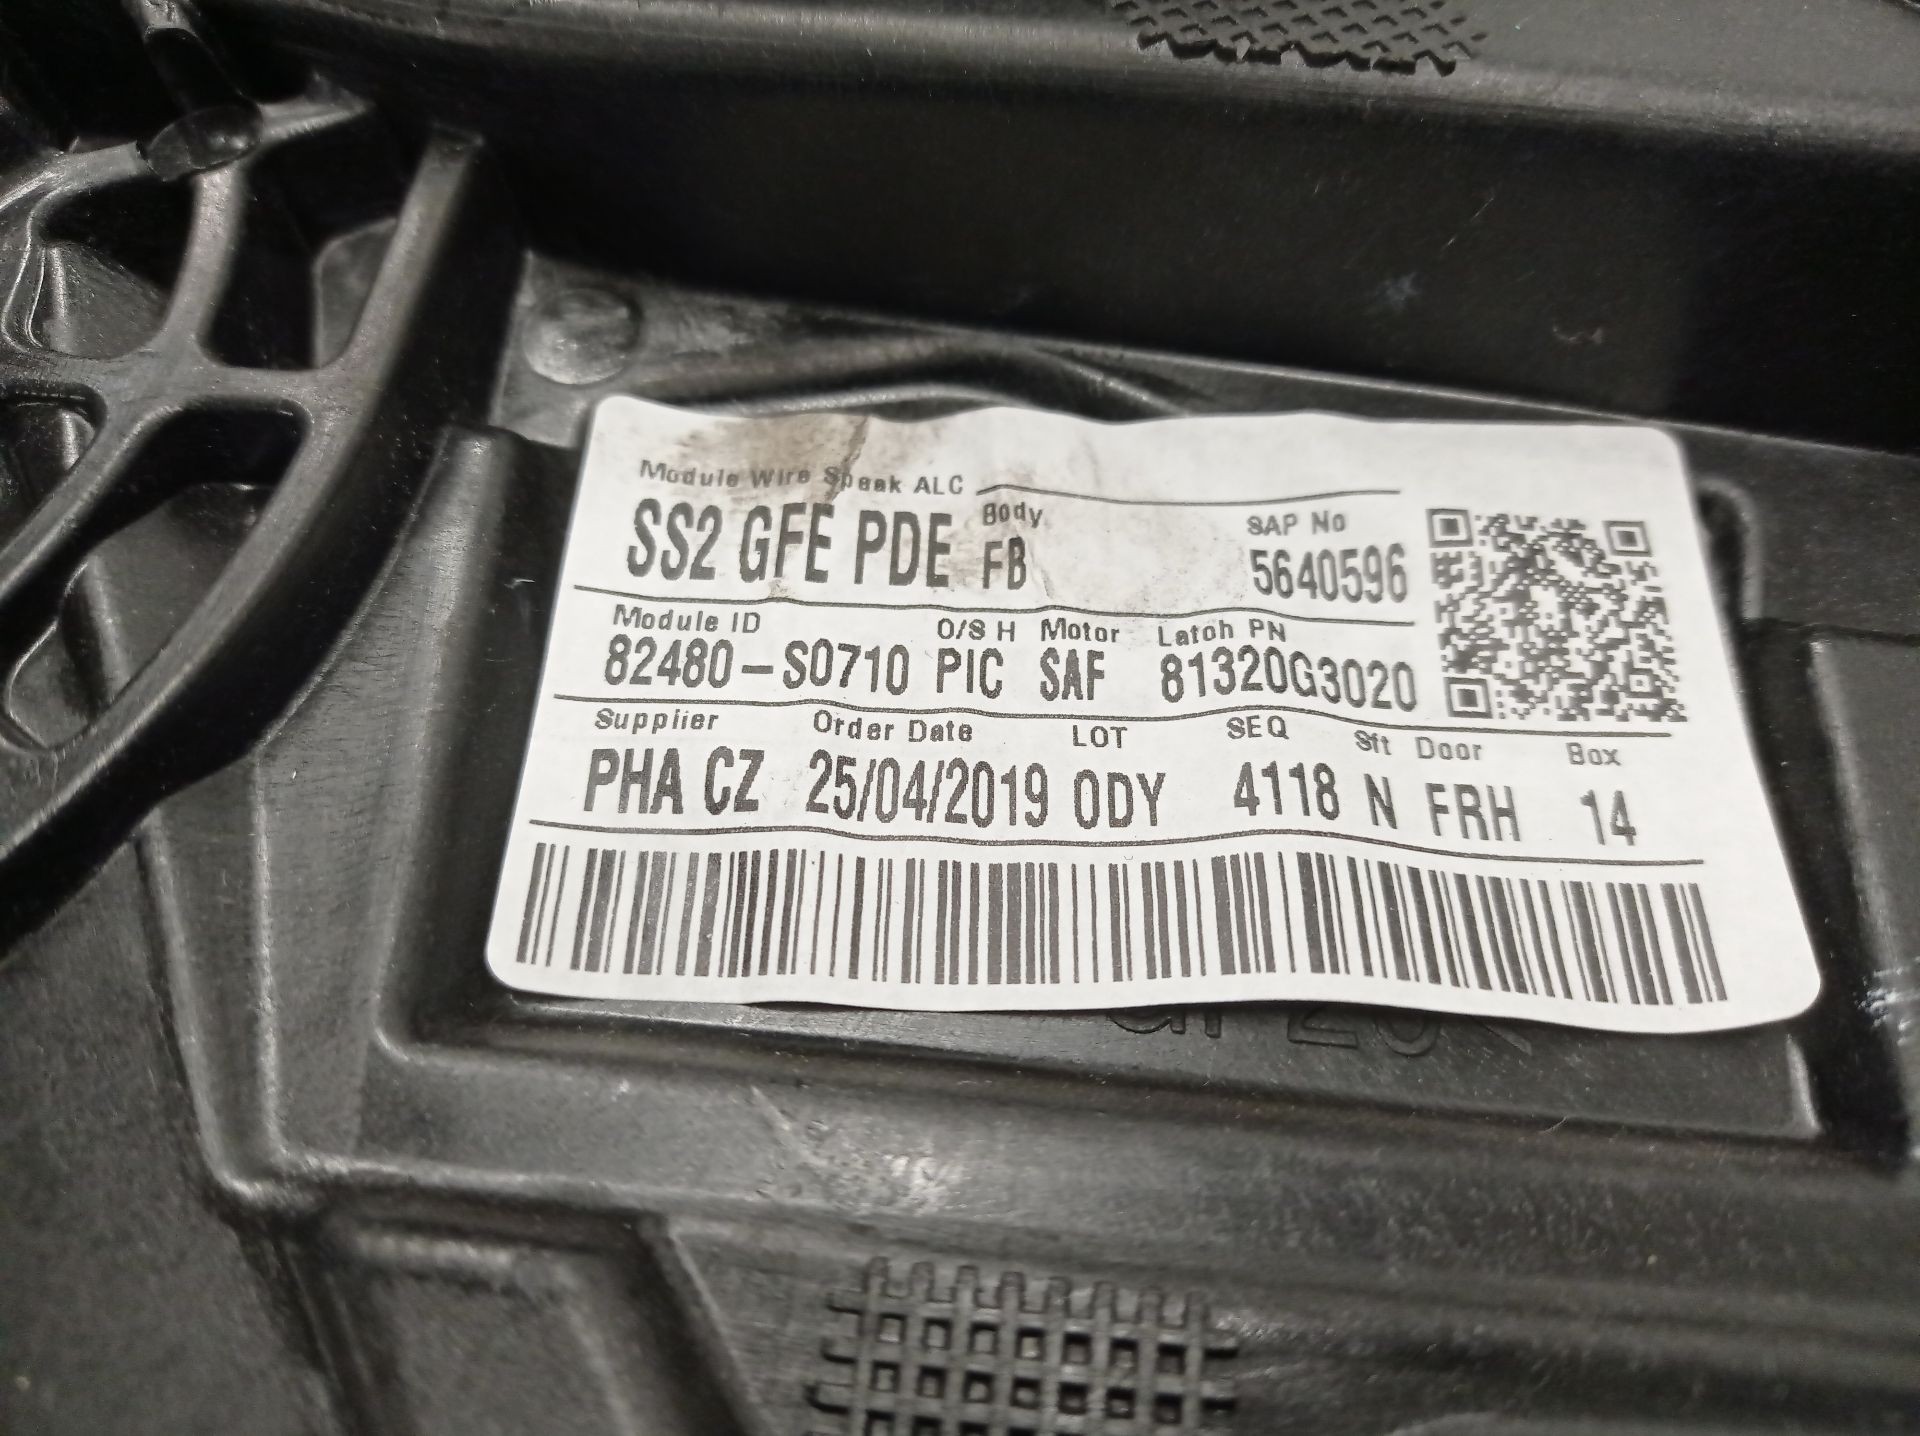 Module Wire Speak ALC
Body
SAP No
SS2 GFE PDE FB 5640596
Module ID O/S H Motor Latch PN
82480-S0710 PIC SAF 81320G3020
Supplier Order Date LOT SEQ Sft Door Box
PHA CZ 25/04/2019 0DY 4118 N FRH 14